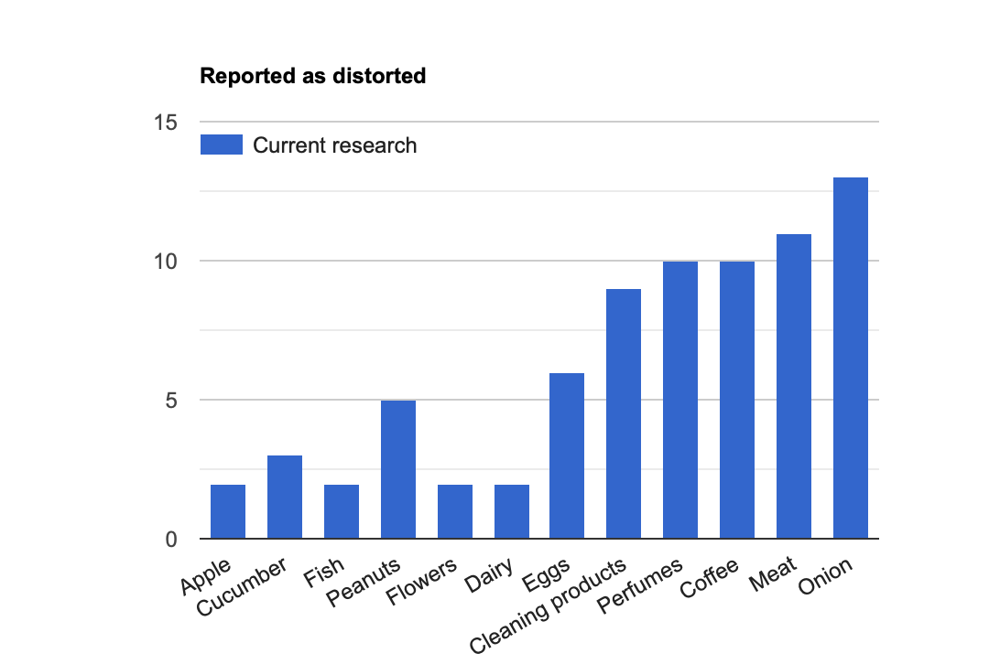 Reported as distorted
15
Current research
10
5
0
Apple
Cucumber
Fish
Peanuts
Flowers
Dairy
Eggs
Cleaning products
Perfumes
Coffee
Meat
Onion